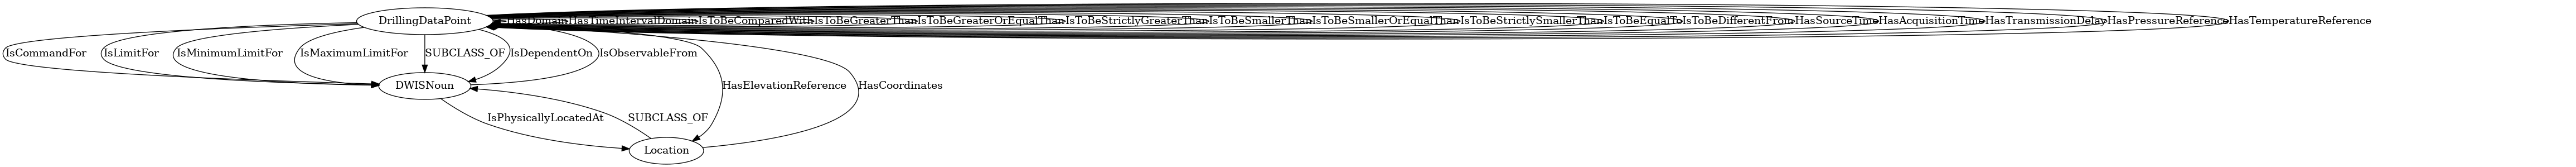 DrillingDataPoint
HasDomain
HasTimeIntervalDomain
IsToBeComparedWith
IsToBeGreaterThan
IsToBeGreaterOrEqualThan
IsToBeStrictlyGreaterThan
IsToBeSmallerThan
IsToBeSmallerOrEqualThan
IsToBeStrictlySmallerThan
IsToBeEqualTo
IsToBeDifferentFrom
HasSourceTime
HasAcquisitionTime
HasTransmissionDelay
HasPressureReference
HasTemperatureReference
IsCommandFor
IsLimitFor
IsMinimumLimitFor
IsMaximumLimitFor
SUBCLASS_OF
IsDependentOn
IsObservableFrom
DWISNoun
HasElevationReference
HasCoordinates
IsPhysicallyLocatedAt
SUBCLASS_OF
Location